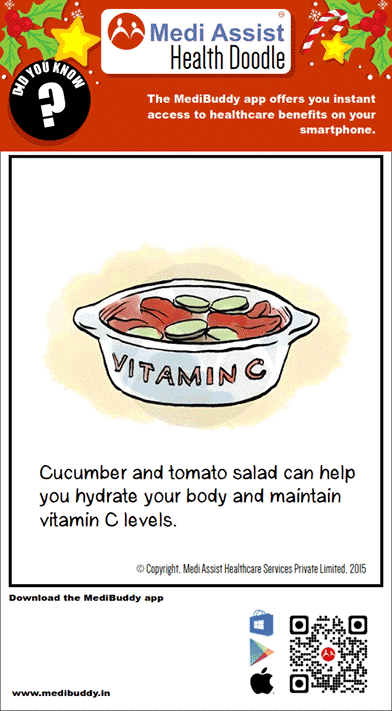 Medi Assist
Health Doodle
DID YOU KNOW
?
The MediBuddy app offers you instant
access to healthcare benefits on your
smartphone.
VITAMIN C
Cucumber and tomato salad can help
you hydrate your body and maintain
vitamin C levels.
© Copyright, Medi Assist Healthcare Services Private Limited, 2015
Download the MediBuddy app
www.medibuddy.in